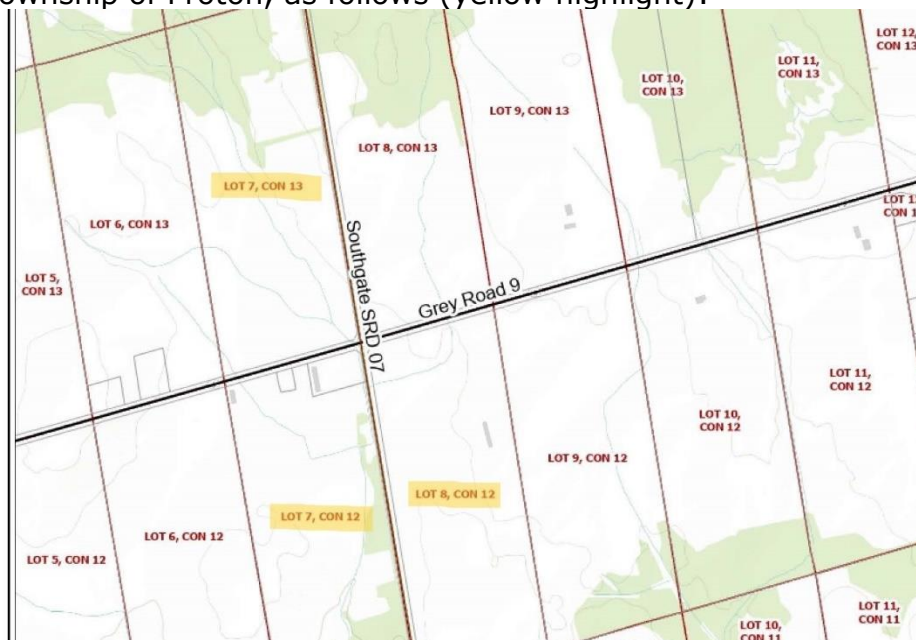 ownship of Proton, as follows (yellow highlight).
LOT 12,
CON 13
LOT 11,
CON 13
LOT 10,
CON 13
LOT 9, CON 13
LOT 8, CON 13
LOT 7, CON 13
LOT 6, CON 13
LOT 5,
CON 13
Southgate SRD 07
Grey Road 9
LOT 11,
CON 12
LOT 10,
CON 12
LOT 9, CON 12
LOT 8, CON 12
LOT 7, CON 12
LOT 6, CON 12
LOT 5, CON 12
LOT 11,
CON 11
LOT 10,
CON 11